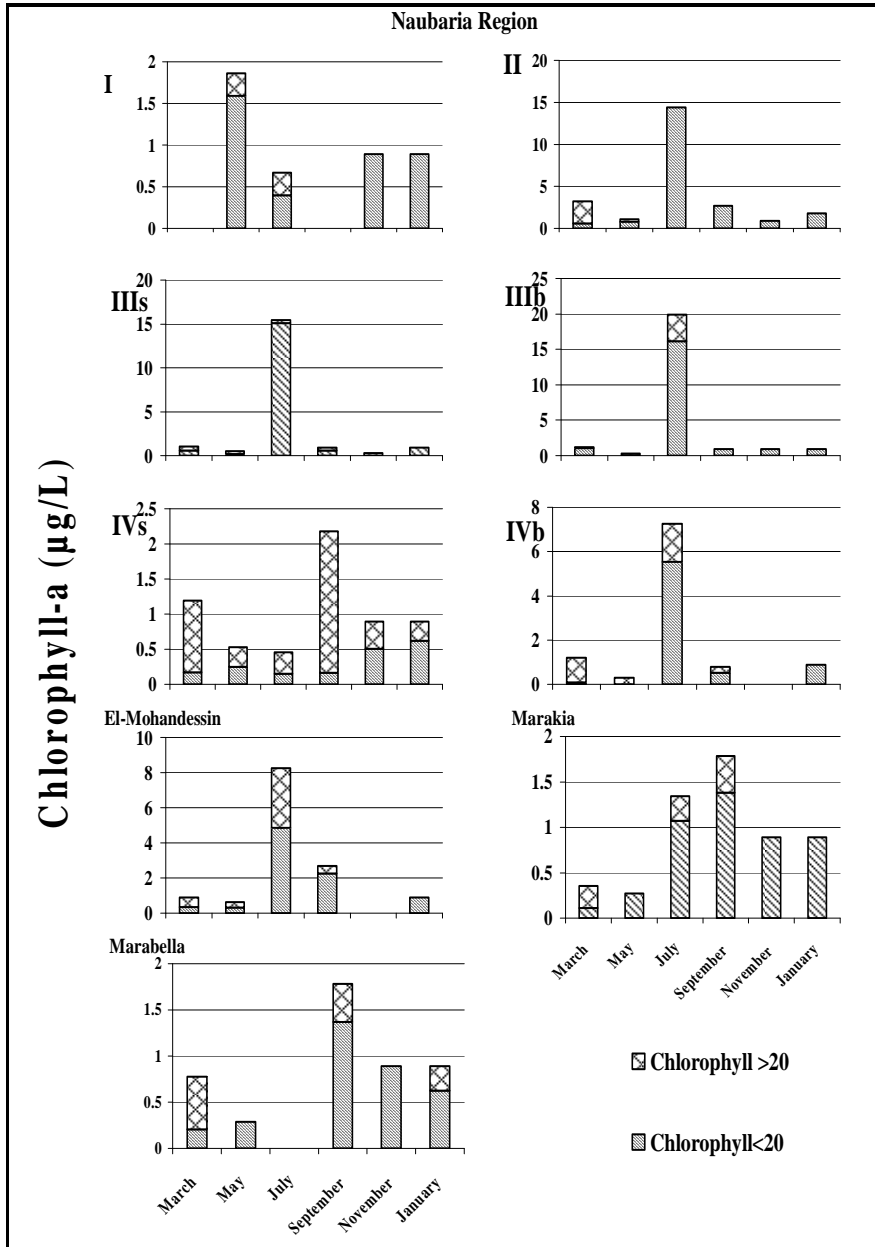 Naubaria Region
Chlorophyll-a (µg/L)
I
2
1.5
1
0.5
0
II
20
15
10
5
0
IIIs
20
15
10
5
0
IIIb
25
20
15
10
5
0
IVs
2.5
2
1.5
1
0.5
0
IVb
8
6
4
2
0
El-Mohandessin
10
8
6
4
2
0
Marakia
2
1.5
1
0.5
0
March
May
July
September
November
January
Marabella
2
1.5
1
0.5
0
March
May
July
September
November
January
Chlorophyll >20
Chlorophyll<20